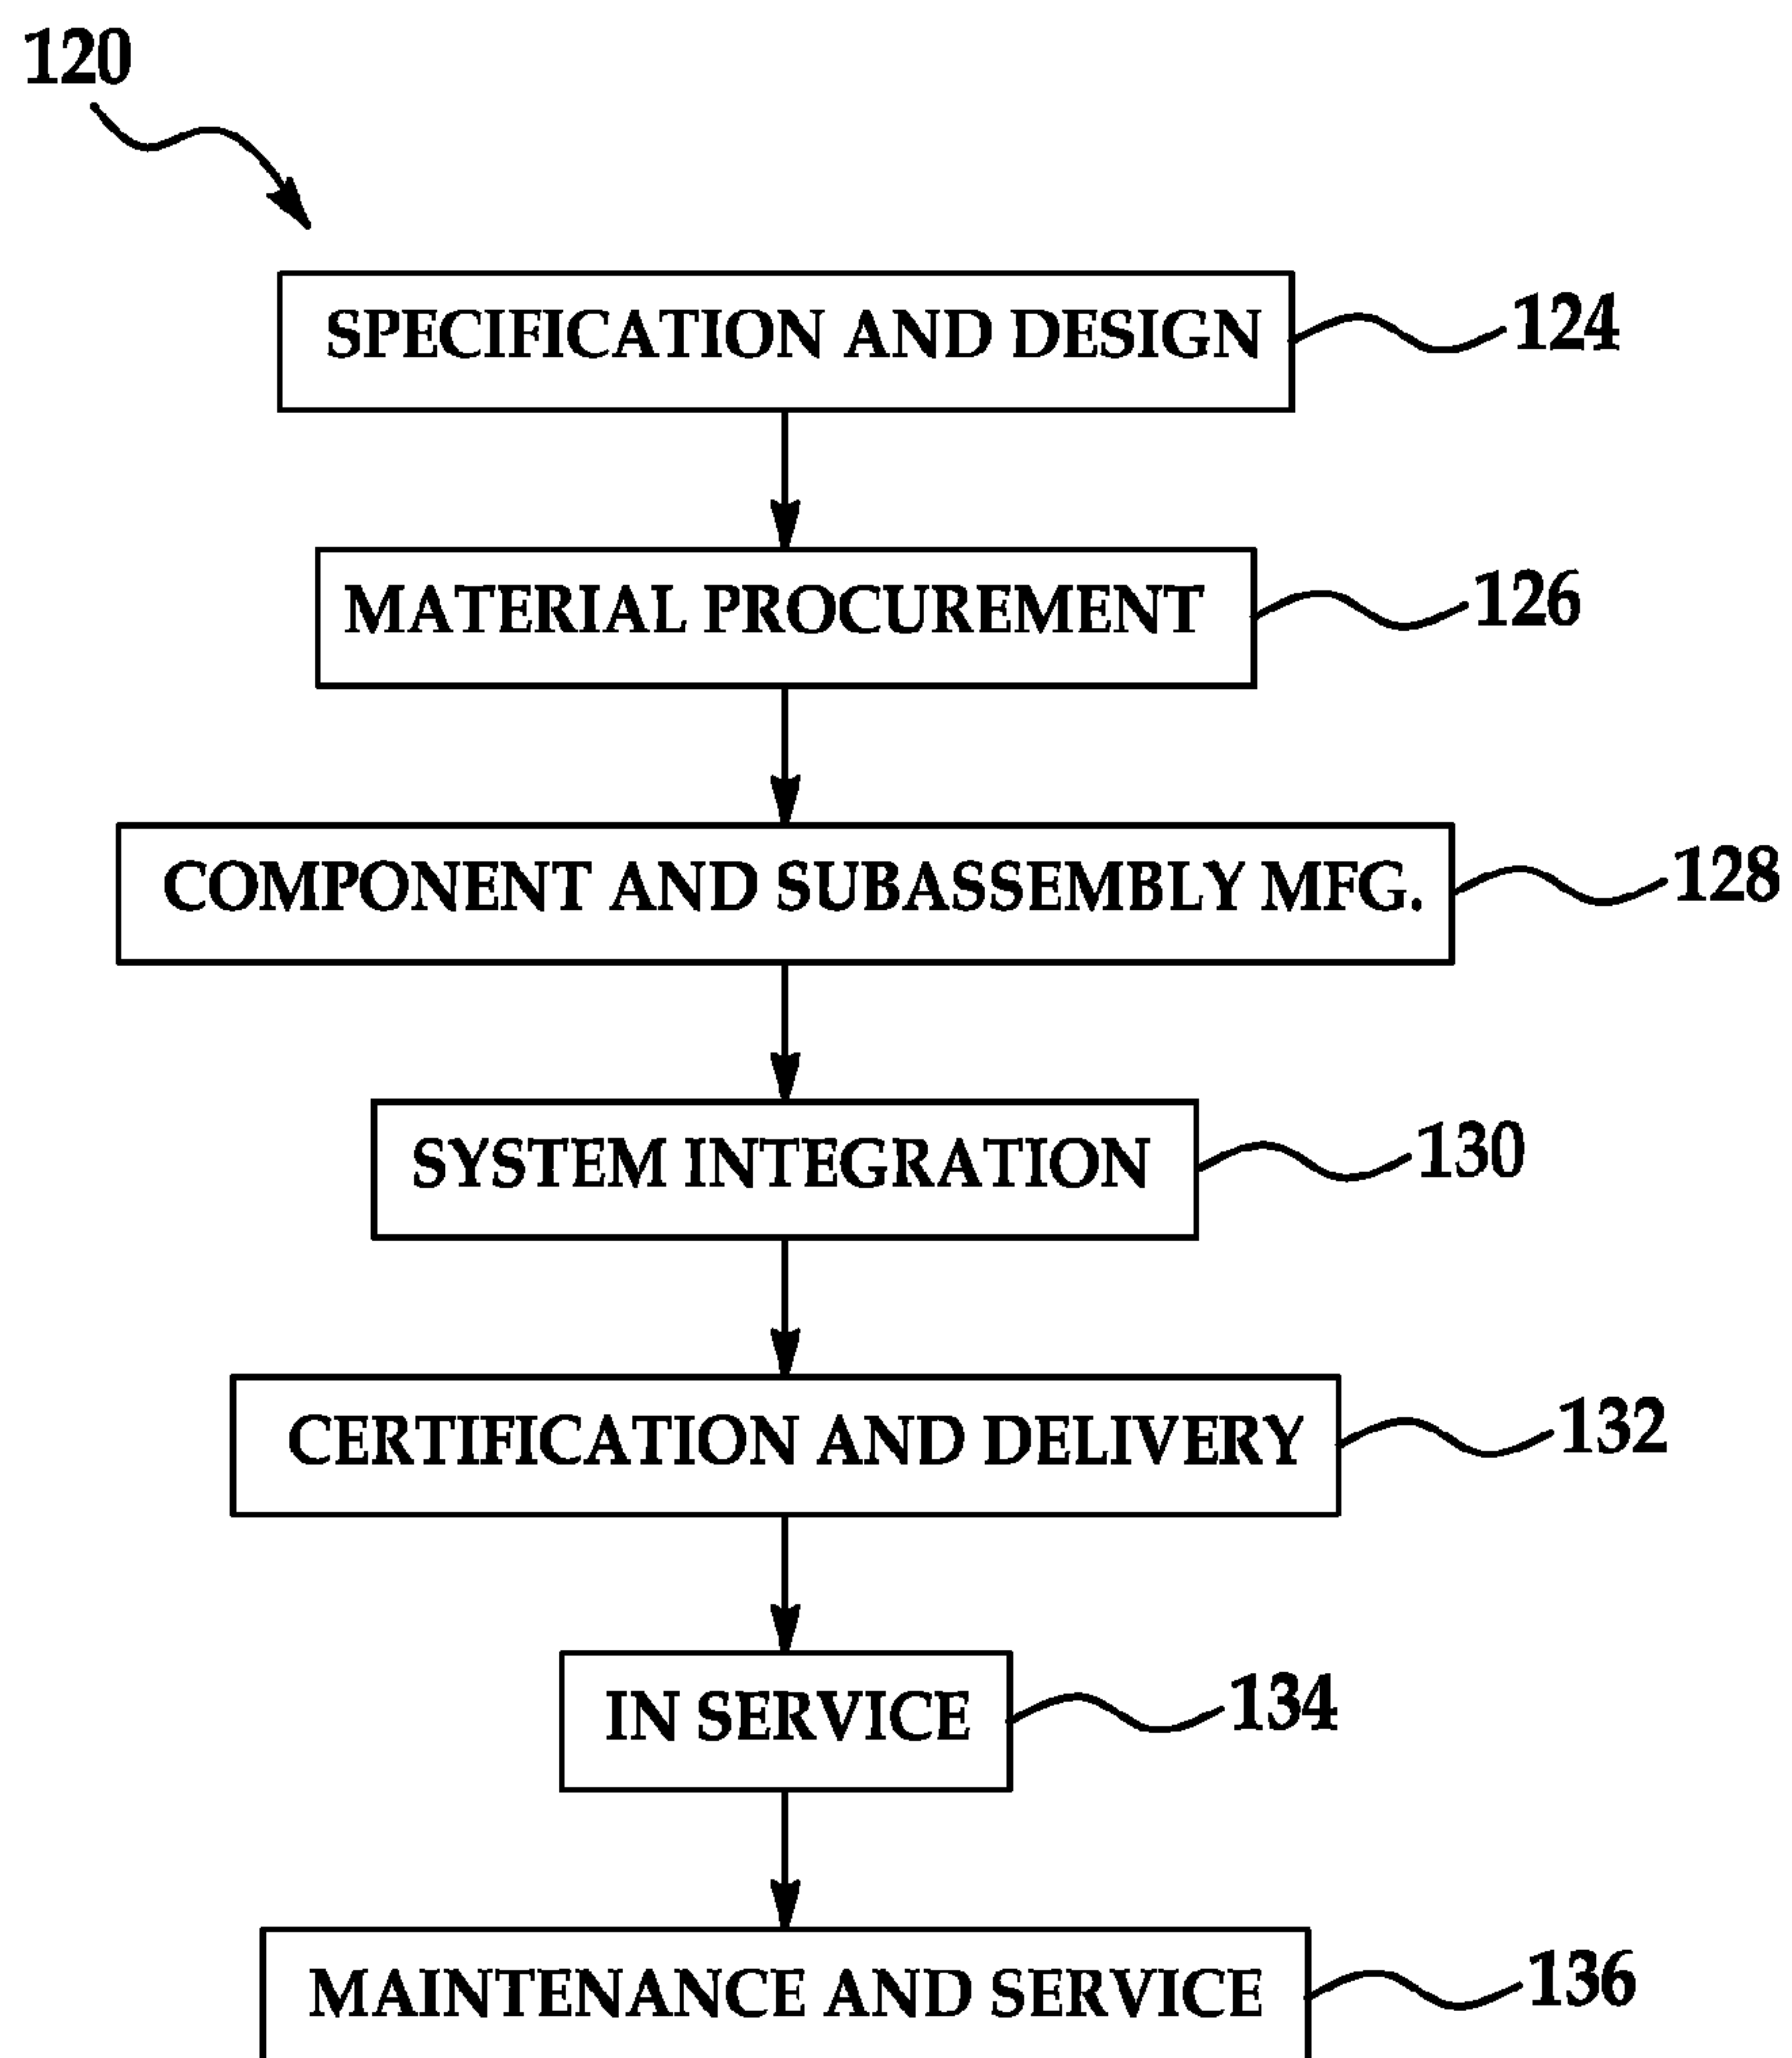 120
SPECIFICATION AND DESIGN 124
MATERIAL PROCUREMENT 126
COMPONENT AND SUBASSEMBLY MFG. 128
SYSTEM INTEGRATION 130
CERTIFICATION AND DELIVERY 132
IN SERVICE 134
MAINTENANCE AND SERVICE 136